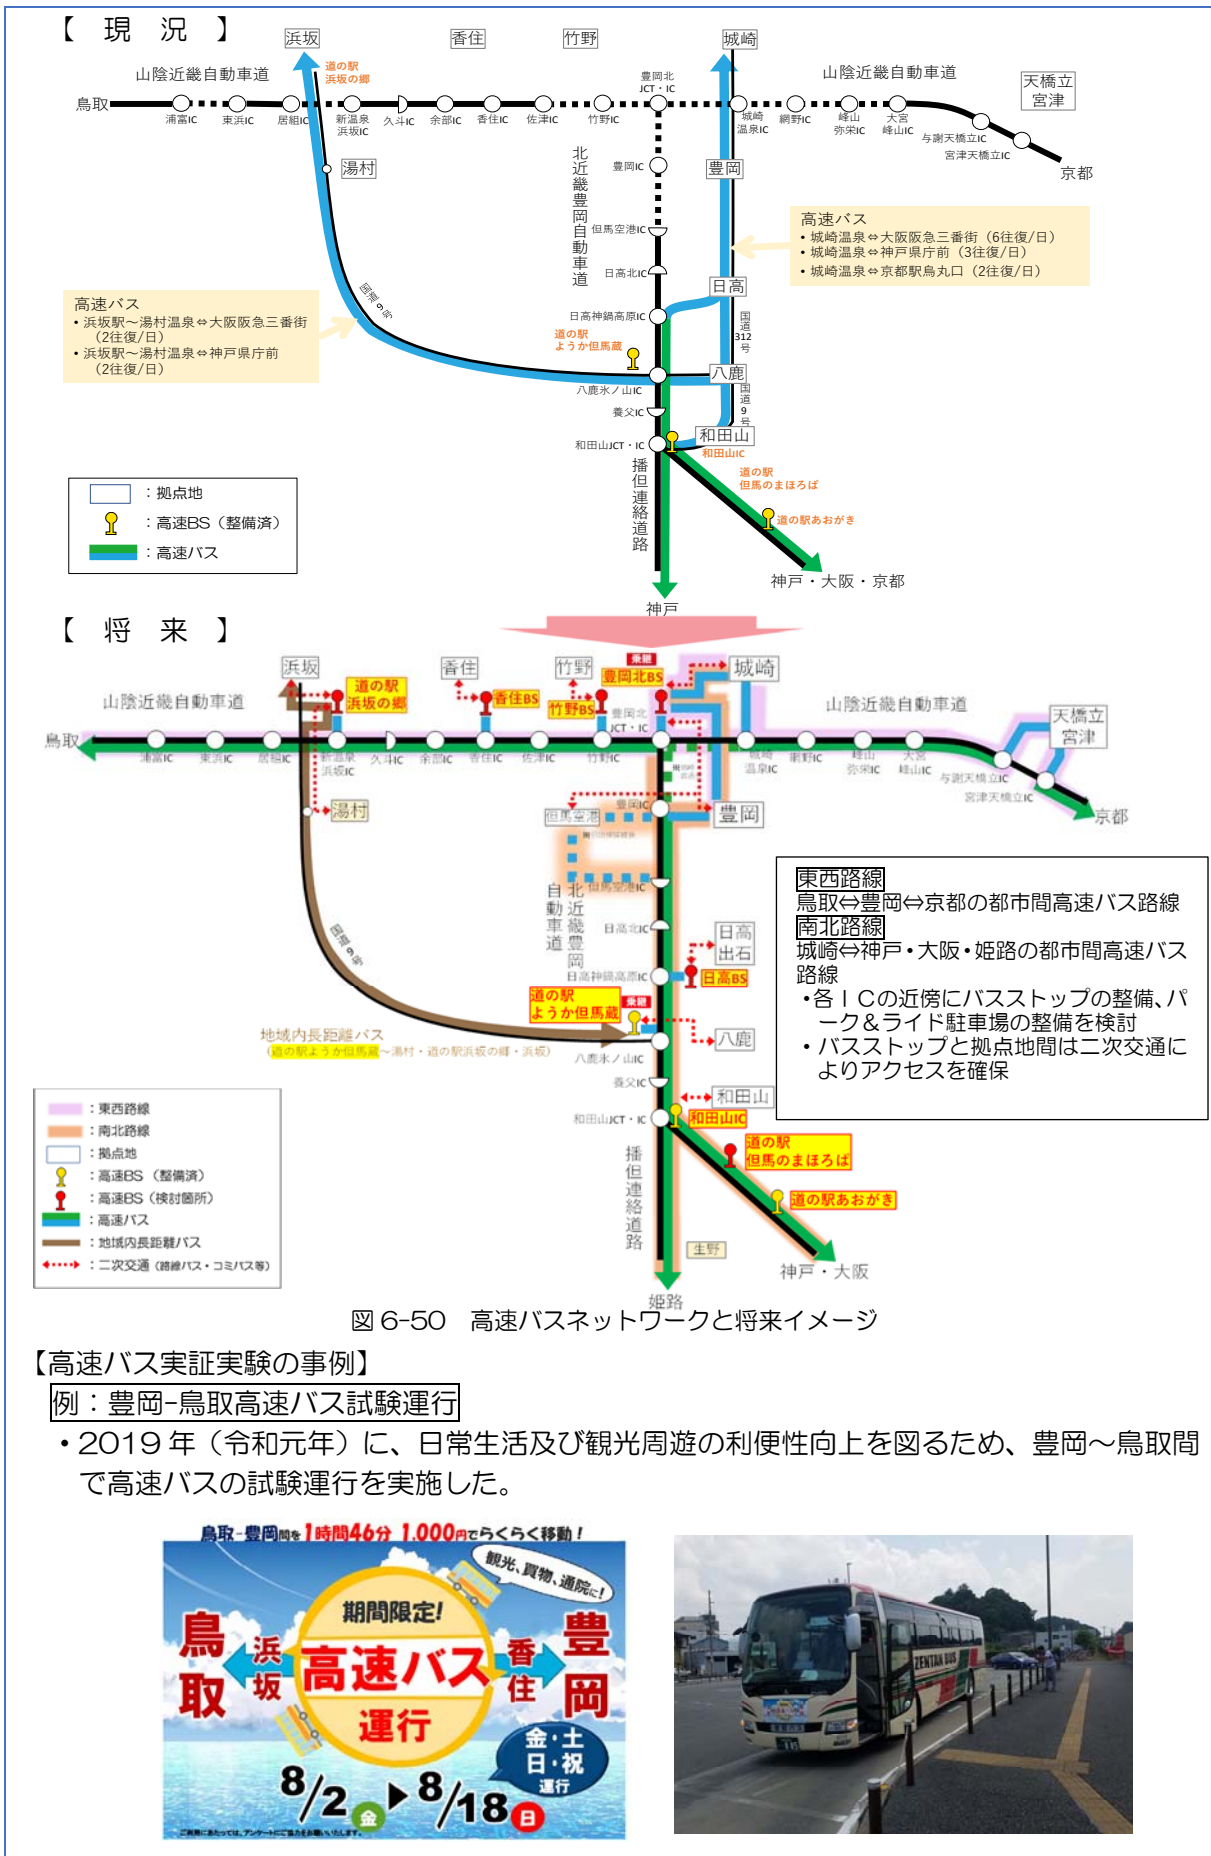 【 現 況 】
浜坂
香住
竹野
城崎
道の駅
浜坂の郷
山陰近畿自動車道
豊岡北
JCT・IC
山陰近畿自動車道
天橋立
宮津
鳥取
浦富IC
東浜IC
居組IC
新温泉
浜坂IC
久斗IC
余部IC
香住IC
佐津IC
竹野IC
城崎
温泉IC
網野IC
峰山
弥栄IC
大宮
峰山IC
与謝天橋立IC
宮津天橋立IC
京都
湯村
北近畿豊岡自動車道
豊岡IC
豊岡
但馬空港IC
高速バス
・城崎温泉⇔大阪阪急三番街(6往復/日)
・城崎温泉⇔神戸県庁前(3往復/日)
・城崎温泉⇔京都駅烏丸口(2往復/日)
日高北IC
日高
国道9号
高速バス
・浜坂駅～湯村温泉⇔大阪阪急三番街
(2往復/日)
・浜坂駅～湯村温泉⇔神戸県庁前
(2往復/日)
日高神鍋高原IC
国道312号
道の駅
ようか但馬蔵
八鹿
八鹿氷ノ山IC
国道9号
養父IC
和田山JCT・IC
和田山
和田山IC
播但連絡道路
道の駅
但馬のまほろば
道の駅あおがき
：拠点地
：高速BS(整備済)
：高速バス
神戸・大阪・京都
神戸
【 将 来 】
浜坂
香住
竹野
乗継
豊岡北BS
城崎
山陰近畿自動車道
道の駅
浜坂の郷
香住BS
竹野BS
豊岡北
JCT・IC
山陰近畿自動車道
天橋立
宮津
鳥取
浦富IC
東浜IC
居組IC
新温泉
浜坂IC
久斗IC
余部IC
香住IC
佐津IC
竹野IC
城崎
温泉IC
網野IC
峰山
弥栄IC
大宮
峰山IC
与謝天橋立IC
宮津天橋立IC
京都
湯村
豊岡IC
但馬空港
豊岡
但馬空港IC
北近畿豊岡
自動車道
国道9号
日高北IC
日高
出石
日高神鍋高原IC
日高BS
道の駅
ようか但馬蔵
乗継
地域内長距離バス
(道の駅ようか但馬蔵～湯村・道の駅浜坂の郷・浜坂)
八鹿
八鹿氷ノ山IC
養父IC
和田山
和田山JCT・IC
和田山IC
播但連絡道路
道の駅
但馬のまほろば
道の駅あおがき
生野
神戸・大阪
姫路
東西路線
鳥取⇔豊岡⇔京都の都市間高速バス路線
南北路線
城崎⇔神戸・大阪・姫路の都市間高速バス
路線
・各ICの近傍にバスストップの整備、パ
ーク&ライド駐車場の整備を検討
・バスストップと拠点地間は二次交通に
よりアクセスを確保
：東西路線
：南北路線
：拠点地
：高速BS (整備済)
：高速BS(検討箇所)
：高速バス
：地域内長距離バス
：二次交通(路線バス・コミバス等)
図 6-50 高速バスネットワークと将来イメージ
【高速バス実証実験の事例】
例：豊岡-鳥取高速バス試験運行
・2019年(令和元年)に、日常生活及び観光周遊の利便性向上を図るため、豊岡～鳥取間
で高速バスの試験運行を実施した。
鳥取-豊岡間を1時間46分 1,000円でらくらく移動！
観光、買物、通院に！
期間限定!
鳥取
浜坂
高速バス
香住
豊岡
運行
金・土
日・祝
運行
8/2 金 ▶ 8/18 日
ご利用にあたっては、アンケートにご協力をお願いいたします。
ZENTAN BUS